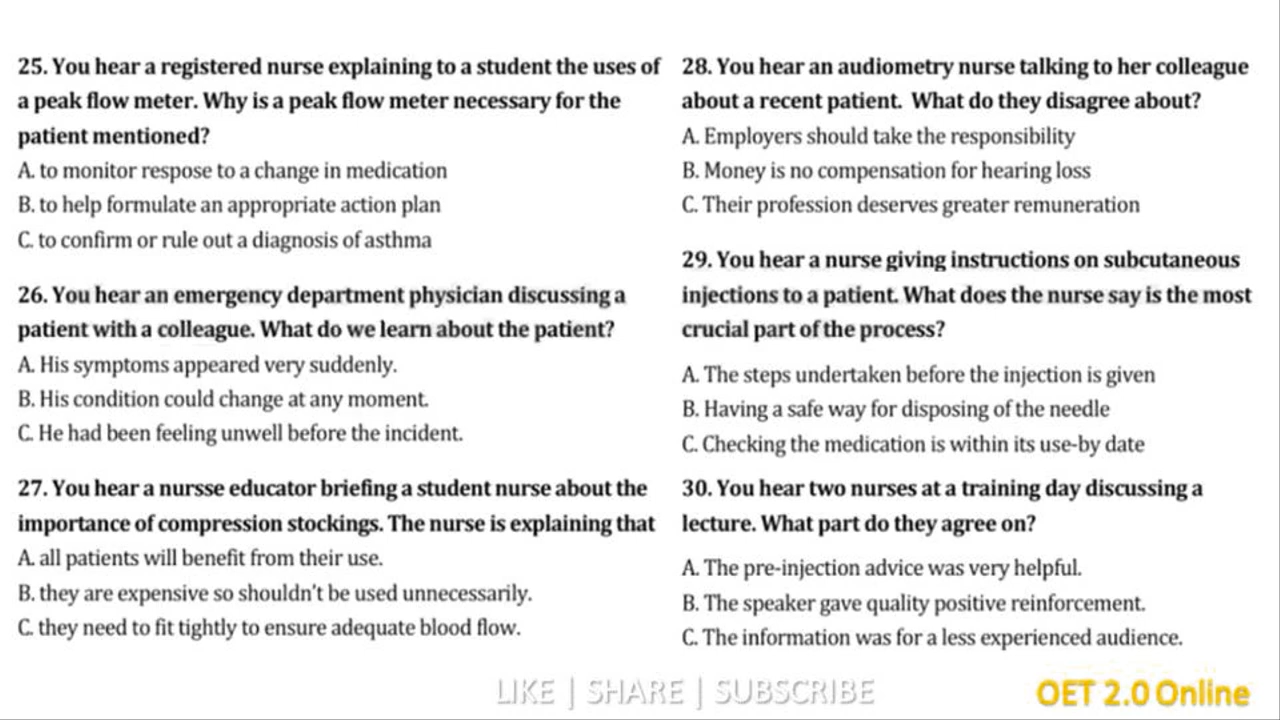 25. You hear a registered nurse explaining to a student the uses of
a peak flow meter. Why is a peak flow meter necessary for the
patient mentioned?
A. to monitor respose to a change in medication
B. to help formulate an appropriate action plan
C. to confirm or rule out a diagnosis of asthma
26. You hear an emergency department physician discussing a
patient with a colleague. What do we learn about the patient?
A. His symptoms appeared very suddenly.
B. His condition could change at any moment.
C. He had been feeling unwell before the incident.
27. You hear a nursse educator briefing a student nurse about the
importance of compression stockings. The nurse is explaining that
A. all patients will benefit from their use.
B. they are expensive so shouldn't be used unnecessarily.
C. they need to fit tightly to ensure adequate blood flow.
28. You hear an audiometry nurse talking to her colleague
about a recent patient. What do they disagree about?
A. Employers should take the responsibility
B. Money is no compensation for hearing loss
C. Their profession deserves greater remuneration
29. You hear a nurse giving instructions on subcutaneous
injections to a patient. What does the nurse say is the most
crucial part of the process?
A. The steps undertaken before the injection is given
B. Having a safe way for disposing of the needle
C. Checking the medication is within its use-by date
30. You hear two nurses at a training day discussing a
lecture. What part do they agree on?
A. The pre-injection advice was very helpful.
B. The speaker gave quality positive reinforcement.
C. The information was for a less experienced audience.
LIKE | SHARE | SUBSCRIBE
OET 2.0 Online